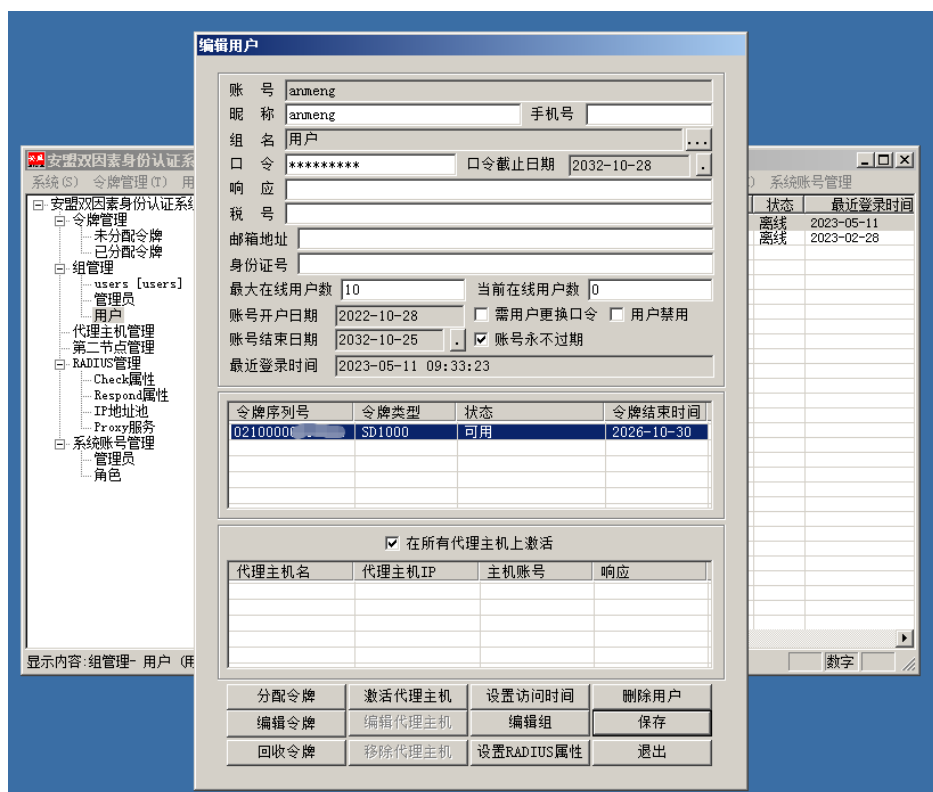 编辑用户
账 号 anmeng
昵 称 anmeng 手机号
组 名 用户 ...
口 令 ********* 口令截止日期 2032-10-28 .
响 应
税 号
邮箱地址
身份证号
最大在线用户数 10 当前在线用户数 0
账号开户日期 2022-10-28 需用户更换口令 用户禁用
账号结束日期 2032-10-25 . 账号永不过期
最近登录时间 2023-05-11 09:33:23
令牌序列号 令牌类型 状态 令牌结束时间
0210000 SD1000 可用 2026-10-30
在所有代理主机上激活
代理主机名 代理主机IP 主机账号 响应
分配令牌 激活代理主机 设置访问时间 删除用户
编辑令牌 编辑代理主机 编辑组 保存
回收令牌 移除代理主机 设置RADIUS属性 退出
安盟双因素身份认证系
系统(S) 令牌管理(T) 用
安盟双因素身份认证系统
令牌管理
未分配令牌
已分配令牌
组管理
users [users]
管理员
用户
代理主机管理
第二节点管理
RADIUS管理
Check属性
Respond属性
IP地址池
Proxy服务
系统账号管理
管理员
角色
显示内容:组管理- 用户 (用
) 系统账号管理
状态 最近登录时间
离线 2023-05-11
离线 2023-02-28
数字